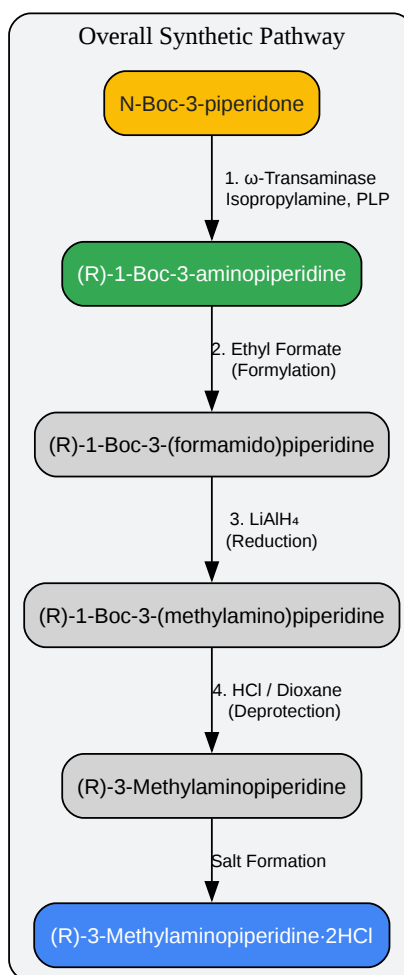 Overall Synthetic Pathway
N-Boc-3-piperidone
1. ω-Transaminase
Isopropylamine, PLP
(R)-1-Boc-3-aminopiperidine
2. Ethyl Formate
(Formylation)
(R)-1-Boc-3-(formamido)piperidine
3. LiAlH₄
(Reduction)
(R)-1-Boc-3-(methylamino)piperidine
4. HCl / Dioxane
(Deprotection)
(R)-3-Methylaminopiperidine
Salt Formation
(R)-3-Methylaminopiperidine·2HCl